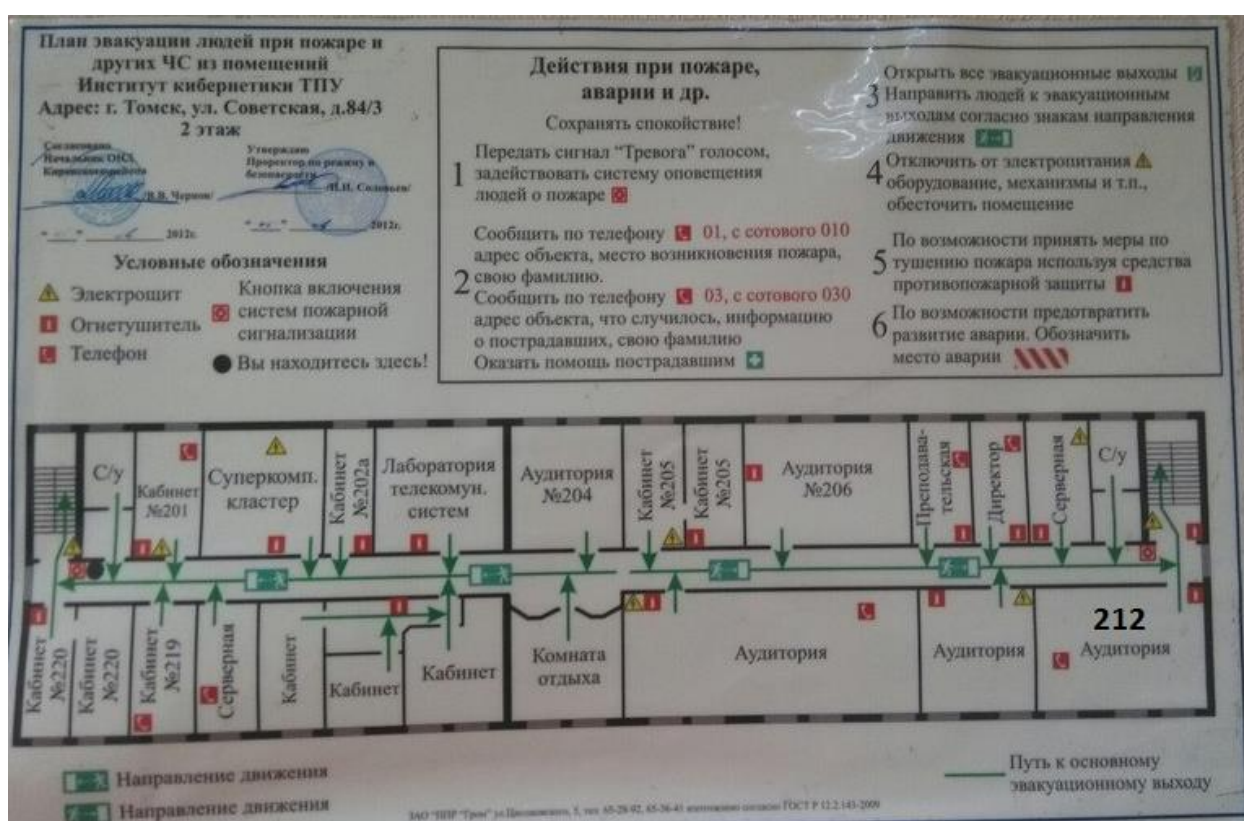 План эвакуации людей при пожаре и
других ЧС из помещений
Институт кибернетики ТПУ
Адрес: г. Томск, ул. Советская, д.84/3
2 этаж
Согласовано
Начальник ОНД
Кировского района
/В.В. Чернов/
2012г.
Утверждаю
Проректор по режиму и
безопасности
2012г.
Условные обозначения
Электрощит
Огнетушитель
Телефон
Кнопка включения
систем пожарной
сигнализации
Вы находитесь здесь!
Действия при пожаре,
аварии и др.
Сохранять спокойствие!
1
Передать сигнал “Тревога” голосом,
задействовать систему оповещения
людей о пожаре
2
Сообщить по телефону 01, с сотового 010
адрес объекта, место возникновения пожара,
свою фамилию.
Сообщить по телефону 03, с сотового 030
адрес объекта, что случилось, информацию
о пострадавших, свою фамилию
Оказать помощь пострадавшим
3
Открыть все эвакуационные выходы
Направить людей к эвакуационным
выходам согласно знакам направления
движения
4
Отключить от электропитания
оборудование, механизмы и т.п.,
обесточить помещение
5
По возможности принять меры по
тушению пожара используя средства
противопожарной защиты
6
По возможности предотвратить
развитие аварии. Обозначить
место аварии
С/у
Кабинет
№201
Суперкомп.
кластер
Кабинет
№202а
Лаборатория
телекомун.
систем
Аудитория
№204
Кабинет
№205
Кабинет
№205
Аудитория
№206
Преподава-
тельская
Директор
Серверная
С/у
Кабинет
№220
Кабинет
№220
Кабинет
№219
Серверная
Кабинет
Кабинет
Кабинет
Комната
отдыха
Аудитория
Аудитория
212
Аудитория
Направление движения
Направление движения
Путь к основному
эвакуационному выходу